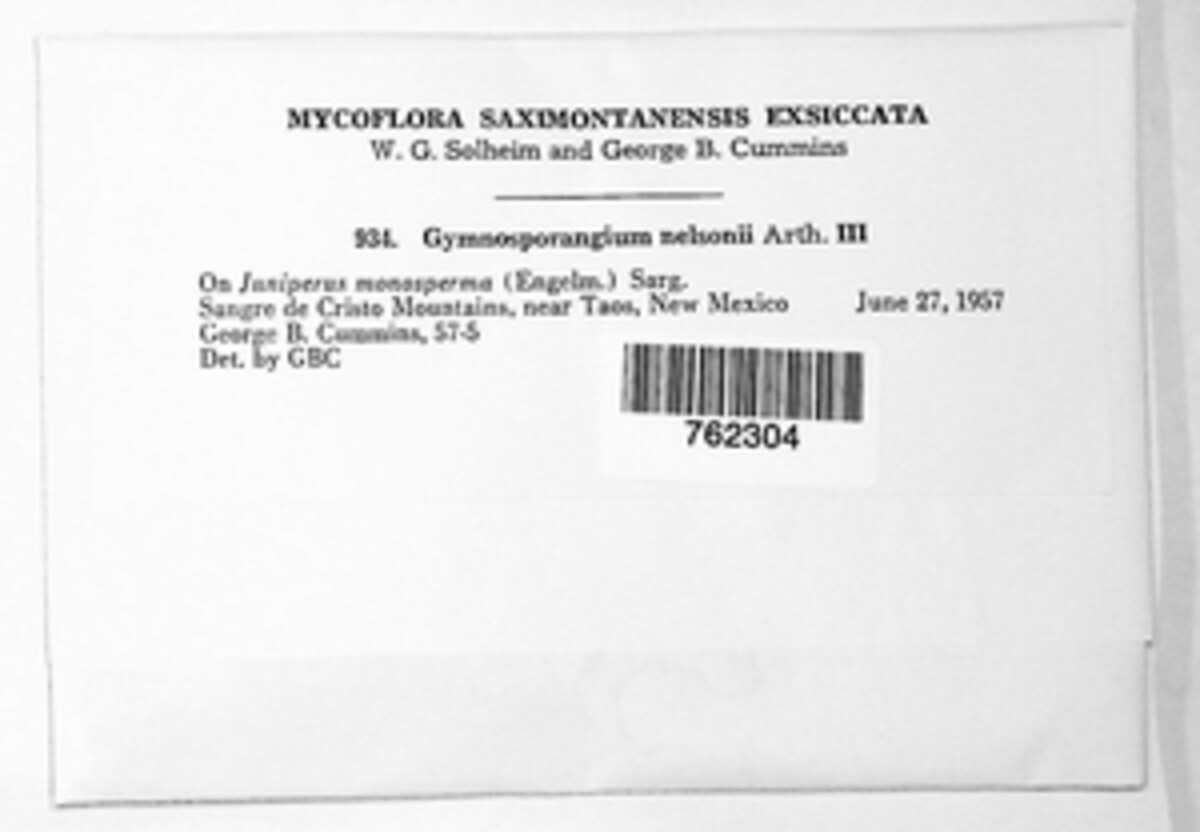 MYCOFLORA SAXIMONTANENSIS EXSICCATA
W. G. Solheim and George B. Cummins
934. Gymnosporangium nelsonii Arth. III
On Juniperus monosperma (Engelm.) Sarg.
Sangre de Cristo Mountains, near Taos, New Mexico June 27, 1957
George B. Cummins, 57-5
Det. by GBC
762304